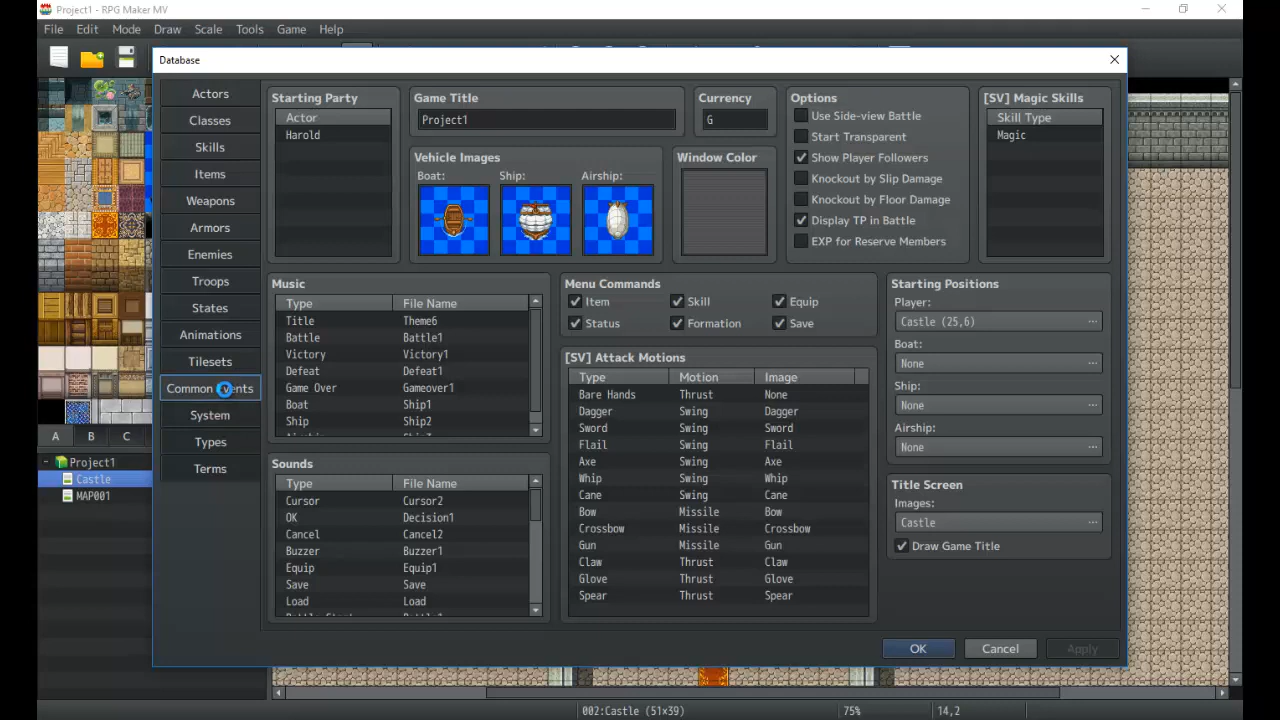 Project1 - RPG Maker MV
File Edit Mode Draw Scale Tools Game Help
Database
Actors
Classes
Skills
Items
Weapons
Armors
Enemies
Troops
States
Animations
Tilesets
Common Events
System
Types
Terms
Starting Party
Actor
Harold
Game Title
Project1
Currency
G
Vehicle Images
Boat: Ship: Airship:
Window Color
Options
Use Side-view Battle
Start Transparent
Show Player Followers
Knockout by Slip Damage
Knockout by Floor Damage
Display TP in Battle
EXP for Reserve Members
[SV] Magic Skills
Skill Type
Magic
Music
Type File Name
Title Theme6
Battle Battle1
Victory Victory1
Defeat Defeat1
Game Over Gameover1
Boat Ship1
Ship Ship2
Menu Commands
Item Skill Equip
Status Formation Save
[SV] Attack Motions
Type Motion Image
Bare Hands Thrust None
Dagger Swing Dagger
Sword Swing Sword
Flail Swing Flail
Axe Swing Axe
Whip Swing Whip
Cane Swing Cane
Bow Missile Bow
Crossbow Missile Crossbow
Gun Missile Gun
Claw Thrust Claw
Glove Thrust Glove
Spear Thrust Spear
Starting Positions
Player:
Castle (25,6) ...
Boat:
None ...
Ship:
None ...
Airship:
None ...
Title Screen
Images:
Castle ...
Draw Game Title
Sounds
Type File Name
Cursor Cursor2
OK Decision1
Cancel Cancel2
Buzzer Buzzer1
Equip Equip1
Save Save
Load Load
OK Cancel Apply
A B C
Project1
Castle
MAP001
002:Castle (51x39) 75% 14,2